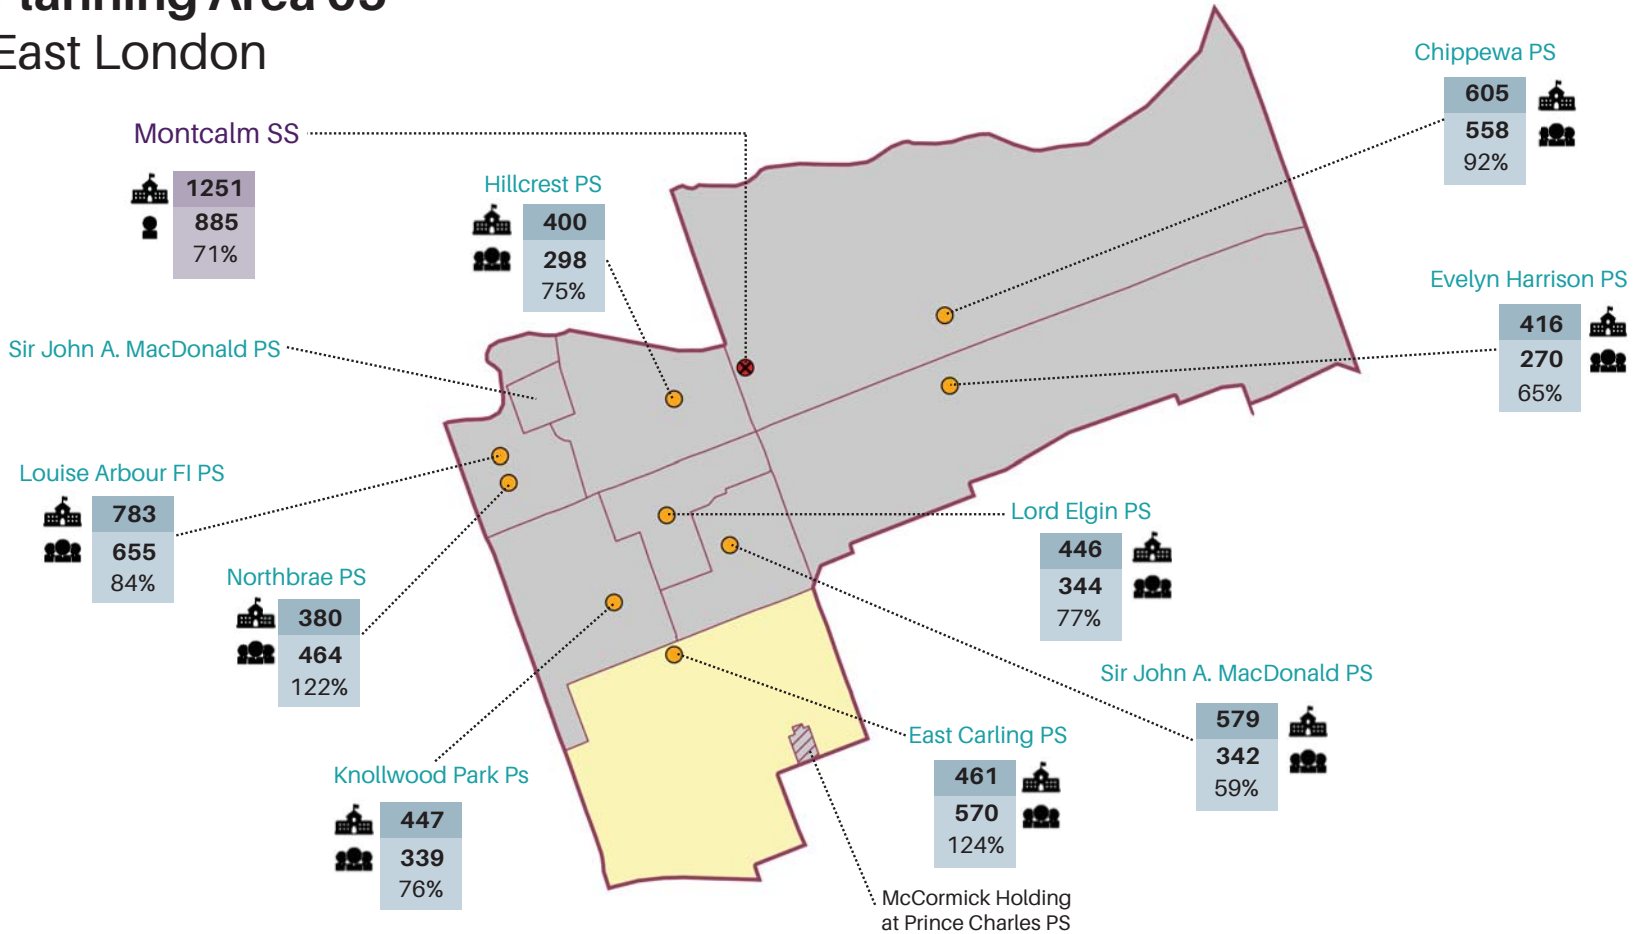 Planning Area 03
East London
Montcalm SS
1251
885
71%
Hillcrest PS
400
298
75%
Chippewa PS
605
558
92%
Evelyn Harrison PS
416
270
65%
Sir John A. MacDonald PS
Louise Arbour FI PS
783
655
84%
Northbrae PS
380
464
122%
Lord Elgin PS
446
344
77%
Sir John A. MacDonald PS
579
342
59%
East Carling PS
461
570
124%
Knollwood Park Ps
447
339
76%
McCormick Holding
at Prince Charles PS